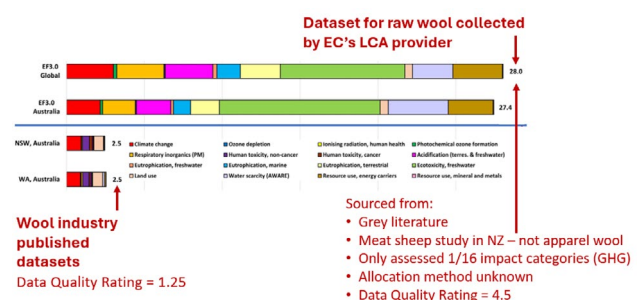 Dataset for raw wool collected
by EC's LCA provider
EF3.0
Global
28.0
EF3.0
Australia
27.4
NSW, Australia
2.5
WA, Australia
2.5
Climate change
Ozone depletion
Ionising radiation, human health
Photochemical ozone formation
Respiratory inorganics (PM)
Human toxicity, non-cancer
Human toxicity, cancer
Acidification (terres. & freshwater)
Eutrophication, freshwater
Eutrophication, marine
Eutrophication, terrestrial
Ecotoxicity, freshwater
Land use
Water scarcity (AWARE)
Resource use, energy carriers
Resource use, mineral and metals
Wool industry
published
datasets
Data Quality Rating = 1.25
Sourced from:
• Grey literature
• Meat sheep study in NZ – not apparel wool
• Only assessed 1/16 impact categories (GHG)
• Allocation method unknown
• Data Quality Rating = 4.5